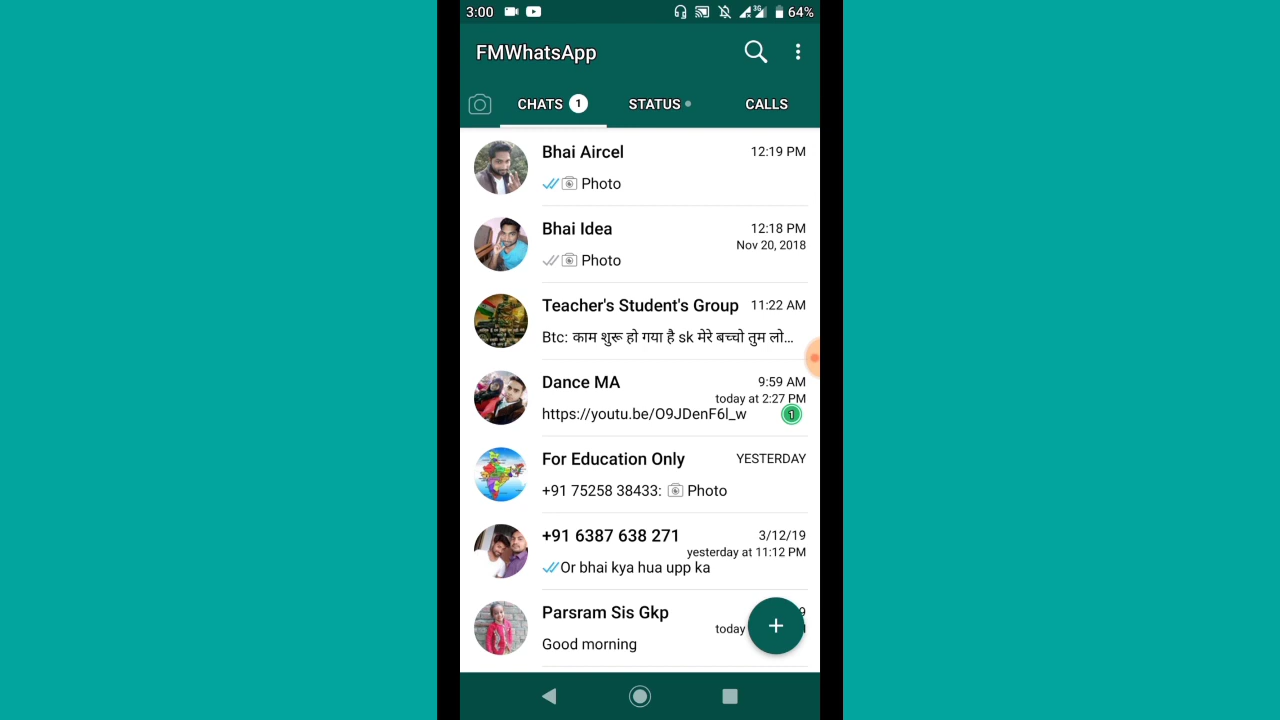 3:00 3G 64%
FMWhatsApp
CHATS 1 STATUS CALLS
Bhai Aircel 12:19 PM
Photo
Bhai Idea 12:18 PM
Nov 20, 2018
Photo
Teacher's Student's Group 11:22 AM
Btc: काम शुरू हो गया है sk मेरे बच्चो तुम लो...
Dance MA 9:59 AM
today at 2:27 PM
https://youtu.be/O9JDenF6l_w 1
For Education Only YESTERDAY
+91 75258 38433: Photo
+91 6387 638 271 3/12/19
yesterday at 11:12 PM
Or bhai kya hua upp ka
Parsram Sis Gkp
today
Good morning